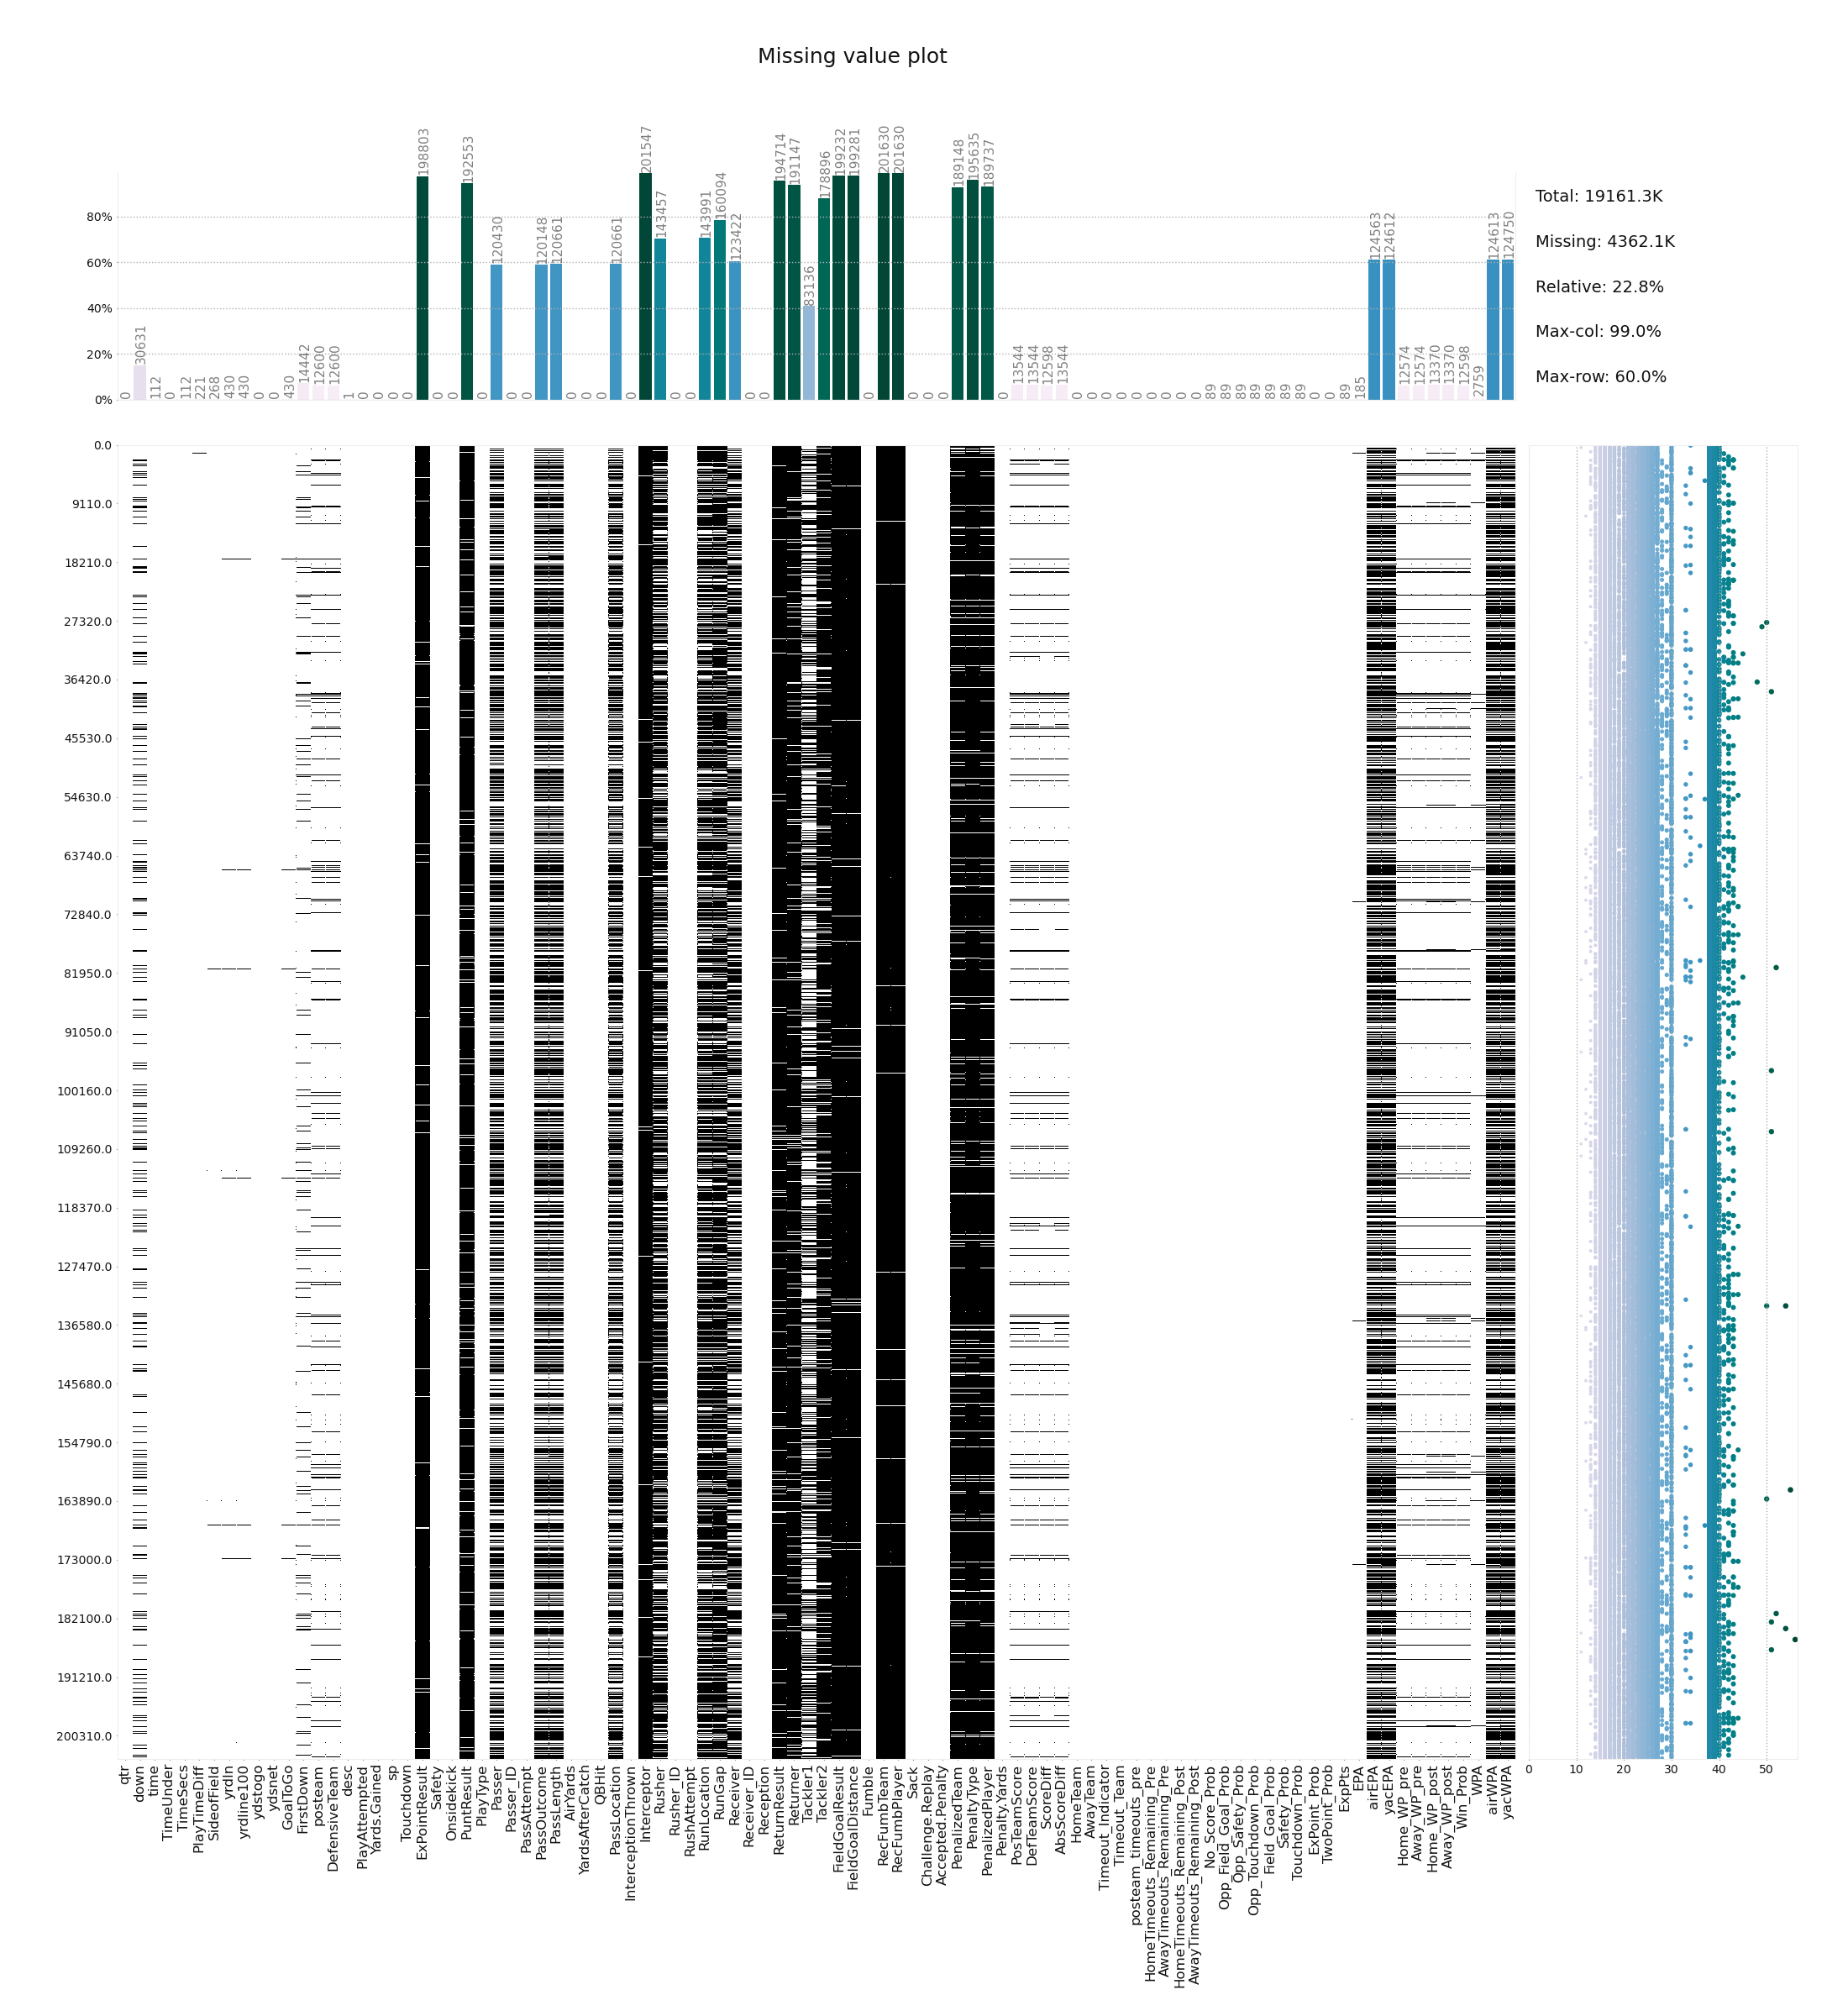 Missing value plot
0
30631
112
0
112
221
268
430
430
0
0
430
14442
12600
12600
1
0
0
0
0
198803
0
0
192553
0
120430
0
0
120148
120661
0
0
0
120661
0
201547
143457
0
0
143991
160094
123422
0
0
194714
191147
83136
178896
199232
199281
0
201630
201630
0
0
0
189148
195635
189737
0
13544
13544
12598
13544
0
0
0
0
0
0
0
0
0
89
89
89
89
89
89
89
0
0
89
185
124563
124612
12574
12574
13370
13370
12598
2759
124613
124750
80%
60%
40%
20%
0%
Total: 19161.3K
Missing: 4362.1K
Relative: 22.8%
Max-col: 99.0%
Max-row: 60.0%
0.0
9110.0
18210.0
27320.0
36420.0
45530.0
54630.0
63740.0
72840.0
81950.0
91050.0
100160.0
109260.0
118370.0
127470.0
136580.0
145680.0
154790.0
163890.0
173000.0
182100.0
191210.0
200310.0
qtr
down
time
TimeUnder
TimeSecs
PlayTimeDiff
SideofField
yrdln
yrdline100
ydstogo
ydsnet
GoalToGo
FirstDown
posteam
DefensiveTeam
desc
PlayAttempted
Yards.Gained
sp
Touchdown
ExPointResult
Safety
Onsidekick
PuntResult
PlayType
Passer
Passer_ID
PassAttempt
PassOutcome
PassLength
AirYards
YardsAfterCatch
QBHit
PassLocation
InterceptionThrown
Interceptor
Rusher
Rusher_ID
RushAttempt
RunLocation
RunGap
Receiver
Receiver_ID
Reception
ReturnResult
Returner
Tackler1
Tackler2
FieldGoalResult
FieldGoalDistance
Fumble
RecFumbTeam
RecFumbPlayer
Sack
Challenge.Replay
Accepted.Penalty
PenalizedTeam
PenaltyType
PenalizedPlayer
Penalty.Yards
PosTeamScore
DefTeamScore
ScoreDiff
AbsScoreDiff
HomeTeam
AwayTeam
Timeout_Indicator
Timeout_Team
posteam_timeouts_pre
HomeTimeouts_Remaining_Pre
AwayTimeouts_Remaining_Pre
HomeTimeouts_Remaining_Post
AwayTimeouts_Remaining_Post
No_Score_Prob
Opp_Field_Goal_Prob
Opp_Safety_Prob
Opp_Touchdown_Prob
Field_Goal_Prob
Safety_Prob
Touchdown_Prob
ExPoint_Prob
TwoPoint_Prob
ExpPts
EPA
airEPA
yacEPA
Home_WP_pre
Away_WP_pre
Home_WP_post
Away_WP_post
Win_Prob
WPA
airWPA
yacWPA
0
10
20
30
40
50